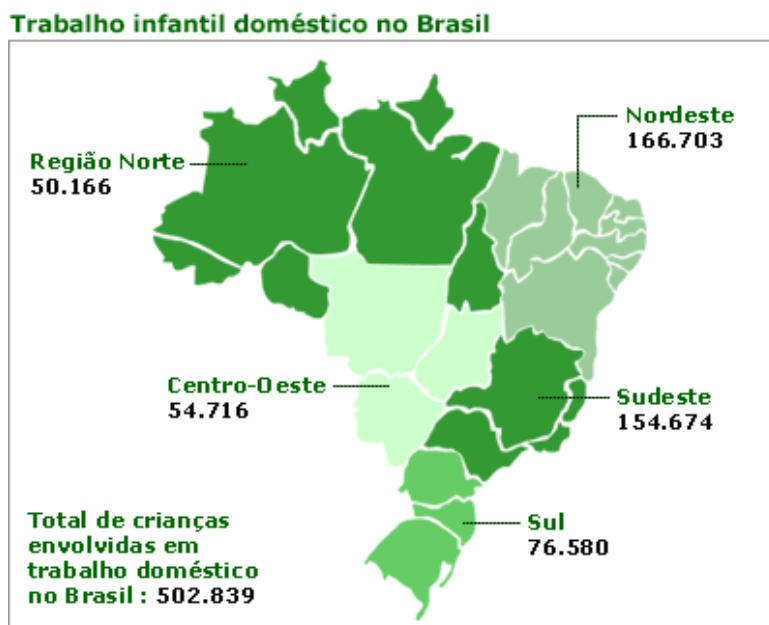 Trabalho infantil doméstico no Brasil
Nordeste
166.703
Região Norte
50.166
Centro-Oeste
54.716
Sudeste
154.674
Sul
76.580
Total de crianças
envolvidas em
trabalho doméstico
no Brasil : 502.839